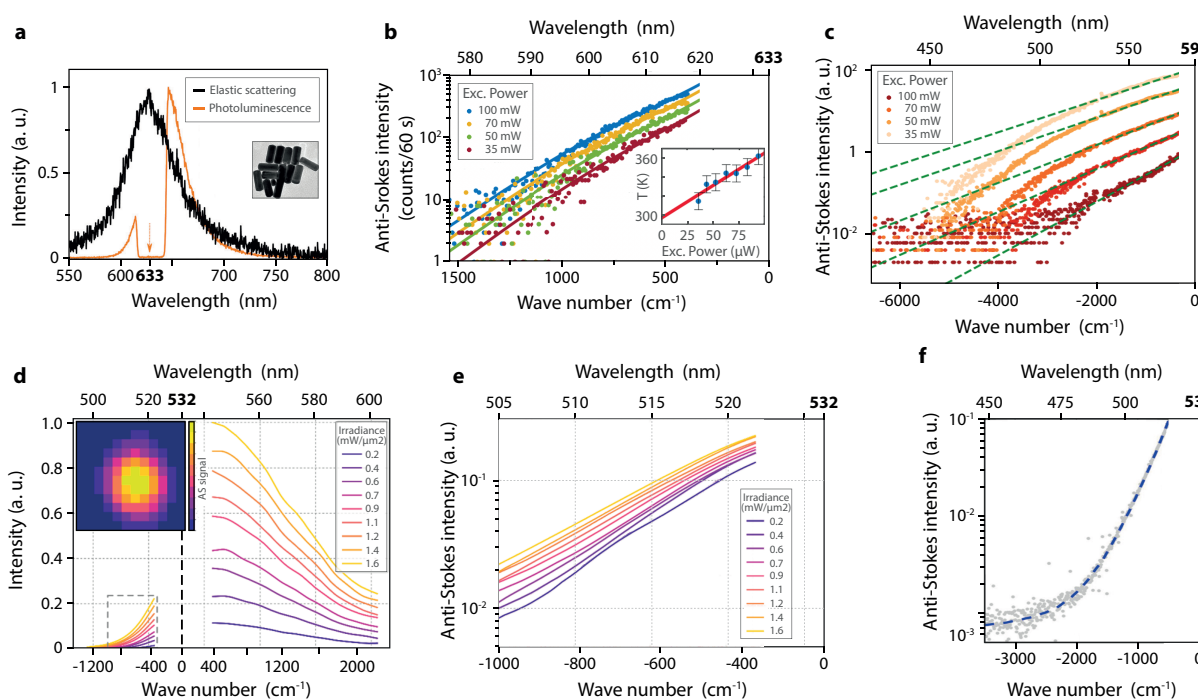 a
Intensity (a. u.)
1
0.5
0
Elastic scattering
Photoluminescence
550
600
633
700
750
800
Wavelength (nm)
b
Wavelength (nm)
580
590
600
610
620
633
Anti-Srokes intensity
(counts/60 s)
10³
10²
10
1
Exc. Power
100 mW
70 mW
50 mW
35 mW
T (K)
360
300
0
25
50
75
Exc. Power (µW)
1500
1000
500
0
Wave number (cm⁻¹)
c
Wavelength (nm)
450
500
550
59
Anti-Stokes intensity (a. u.)
10²
1
10⁻²
Exc. Power
100 mW
70 mW
50 mW
35 mW
-6000
-4000
-2000
0
Wave number (cm⁻¹)
d
Wavelength (nm)
500
520
532
560
580
600
Intensity (a. u.)
1.0
0.8
0.6
0.4
0.2
0
AS signal
Irradiance
(mW/µm2)
0.2
0.4
0.6
0.7
0.9
1.1
1.2
1.4
1.6
-1200
-400
0
400
1200
2000
Wave number (cm⁻¹)
e
Wavelength (nm)
505
510
515
520
532
Anti-Stokes intensity (a. u.)
10⁻¹
10⁻²
Irradiance
(mW/µm2)
0.2
0.4
0.6
0.7
0.9
1.1
1.2
1.4
1.6
-1000
-800
-600
-400
-200
0
Wave number (cm⁻¹)
f
Wavelength (nm)
450
475
500
53
Anti-Stokes intensity (a. u.)
10⁻¹
10⁻²
10⁻³
-3000
-2000
-1000
0
Wave number (cm⁻¹)